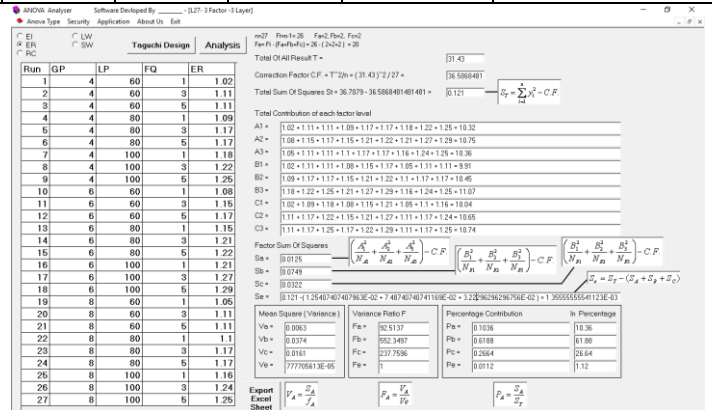 ANOVA Analyser Software Devloped By ________ - [L27- 3 Factor -3 Layer]
Anova Type Security Application About Us Exit
EI LW
ER SW
RC
Taguchi Design Analysis
n=27 Ft=n-1= 26 Fa=2, Fb=2, Fc=2
Fe= Ft - (Fa+Fb+Fc) = 26 - ( 2+2+2 ) = 20
Total Of All Result T = 31.43
Correction Factor C.F. = T^2/n = ( 31.43 )^2 / 27 = 36.5868481
Total Sum Of Squares St = 36.7079 - 36.5868481481481 = 0.121
Run GP LP FQ ER
1 4 60 1 1.02
2 4 60 3 1.11
3 4 60 5 1.11
4 4 80 1 1.09
5 4 80 3 1.17
6 4 80 5 1.17
7 4 100 1 1.18
8 4 100 3 1.22
9 4 100 5 1.25
10 6 60 1 1.08
11 6 60 3 1.15
12 6 60 5 1.17
13 6 80 1 1.15
14 6 80 3 1.21
15 6 80 5 1.22
16 6 100 1 1.21
17 6 100 3 1.27
18 6 100 5 1.29
19 8 60 1 1.05
20 8 60 3 1.11
21 8 60 5 1.11
22 8 80 1 1.1
23 8 80 3 1.17
24 8 80 5 1.17
25 8 100 1 1.16
26 8 100 3 1.24
27 8 100 5 1.25
Total Contribution of each factor level
A1 = 1.02 + 1.11 + 1.11 + 1.09 + 1.17 + 1.17 + 1.18 + 1.22 + 1.25 = 10.32
A2 = 1.08 + 1.15 + 1.17 + 1.15 + 1.21 + 1.22 + 1.21 + 1.27 + 1.29 = 10.75
A3 = 1.05 + 1.11 + 1.11 + 1.1 + 1.17 + 1.17 + 1.16 + 1.24 + 1.25 = 10.36
B1 = 1.02 + 1.11 + 1.11 + 1.08 + 1.15 + 1.17 + 1.05 + 1.11 + 1.11 = 9.91
B2 = 1.09 + 1.17 + 1.17 + 1.15 + 1.21 + 1.22 + 1.1 + 1.17 + 1.17 = 10.45
B3 = 1.18 + 1.22 + 1.25 + 1.21 + 1.27 + 1.29 + 1.16 + 1.24 + 1.25 = 11.07
C1 = 1.02 + 1.09 + 1.18 + 1.08 + 1.15 + 1.21 + 1.05 + 1.1 + 1.16 = 10.04
C2 = 1.11 + 1.17 + 1.22 + 1.15 + 1.21 + 1.27 + 1.11 + 1.17 + 1.24 = 10.65
C3 = 1.11 + 1.17 + 1.25 + 1.17 + 1.22 + 1.29 + 1.11 + 1.17 + 1.25 = 10.74
Factor Sum Of Squares
Sa = 0.0125
Sb = 0.0749
Sc = 0.0322
Se = 0.121 -( 1.25407407407963E-02 + 7.48740740741169E-02 + 3.22296296296756E-02 ) = 1.35555555541123E-03
Mean Square ( Variance ) Variance Ratio F Percentage Contribution In Percentage
Va = 0.0063 Fa = 92.5137 Pa = 0.1036 10.36
Vb = 0.0374 Fb = 552.3497 Pb = 0.6188 61.88
Vc = 0.0161 Fc = 237.7596 Pc = 0.2664 26.64
Ve = 777705613E-05 Fe = 1 Pe = 0.0112 1.12
Export
Excel
Sheet